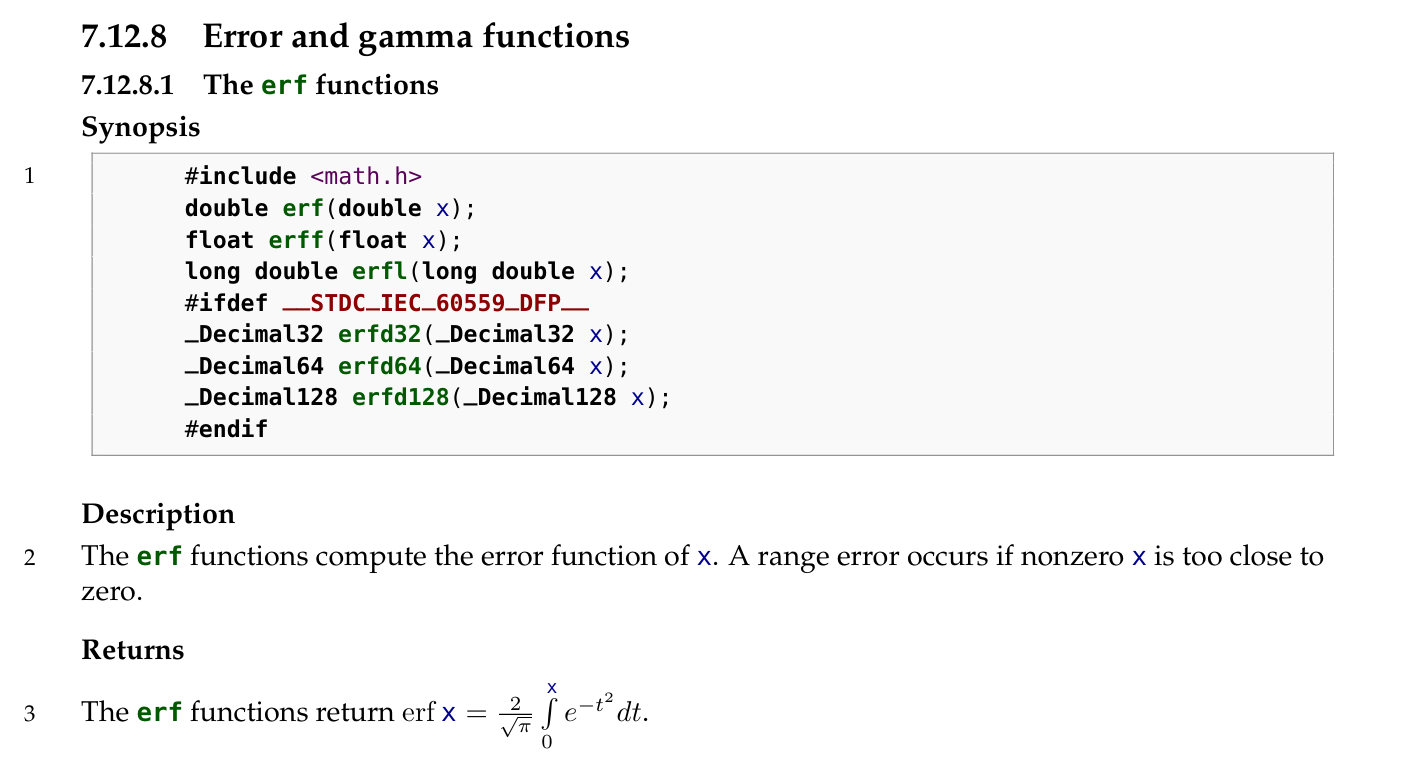 7.12.8 Error and gamma functions
7.12.8.1 The erf functions
Synopsis
1 #include <math.h>
double erf(double x);
float erff(float x);
long double erfl(long double x);
#ifdef __STDC_IEC_60559_DFP__
_Decimal32 erfd32(_Decimal32 x);
_Decimal64 erfd64(_Decimal64 x);
_Decimal128 erfd128(_Decimal128 x);
#endif
Description
2 The erf functions compute the error function of x. A range error occurs if nonzero x is too close to
zero.
Returns
3 The erf functions return erf x = \frac{2}{\sqrt{\pi}} \int_0^x e^{-t^2} dt.